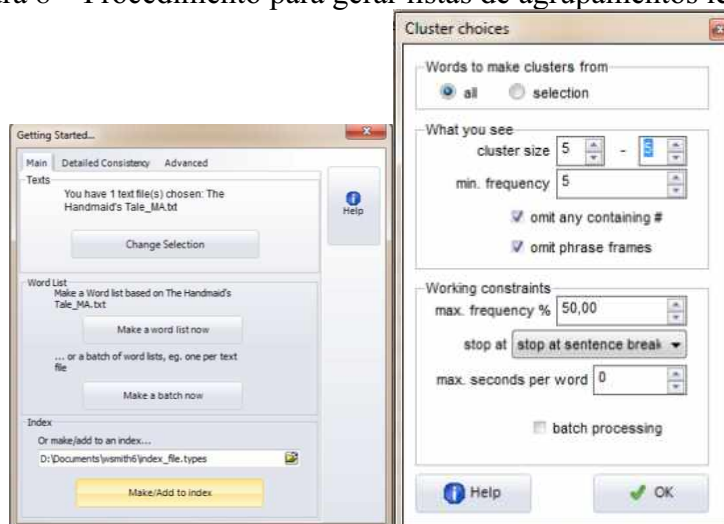 Procedimento para gerar listas de agrupamentos
Getting Started...
Main Detailed Consistency Advanced
Texts
You have 1 text file(s) chosen: The
Handmaid's Tale_MA.txt
Change Selection
Help
Word List
Make a Word list based on The Handmaid's
Tale_MA.txt
Make a word list now
... or a batch of word lists, eg. one per text
file
Make a batch now
Index
Or make/add to an index...
D:\Documents\wsmith6\index_file.types
Make/Add to index
Cluster choices
Words to make clusters from
all selection
What you see
cluster size 5 - 5
min. frequency 5
omit any containing #
omit phrase frames
Working constraints
max. frequency % 50,00
stop at stop at sentence break
max. seconds per word 0
batch processing
Help OK